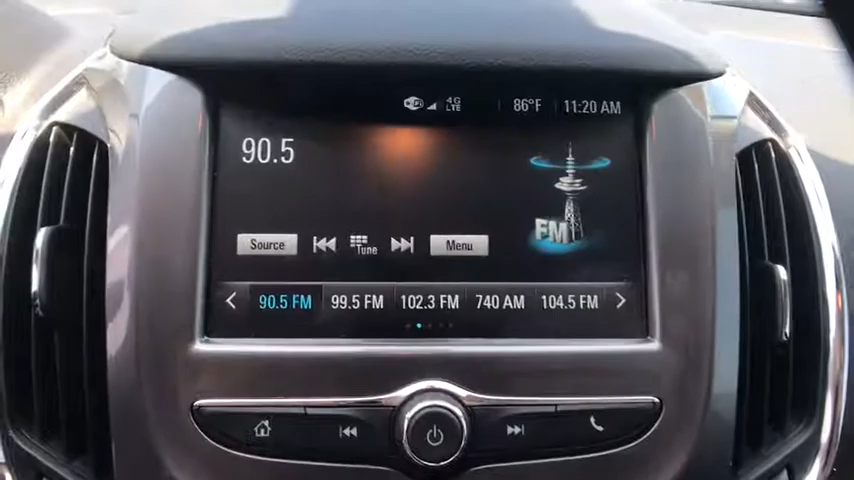 WiFi 4G LTE 86°F 11:20 AM
90.5
FM
Source Tune Menu
90.5 FM 99.5 FM 102.3 FM 740 AM 104.5 FM